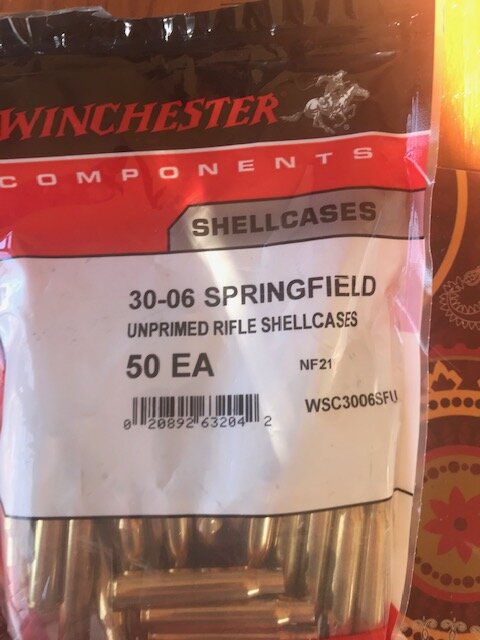 WINCHESTER
COMPONENTS
SHELLCASES
30-06 SPRINGFIELD
UNPRIMED RIFLE SHELLCASES
50 EA
NF21
WSC3006SFU
0 20892 63204 2